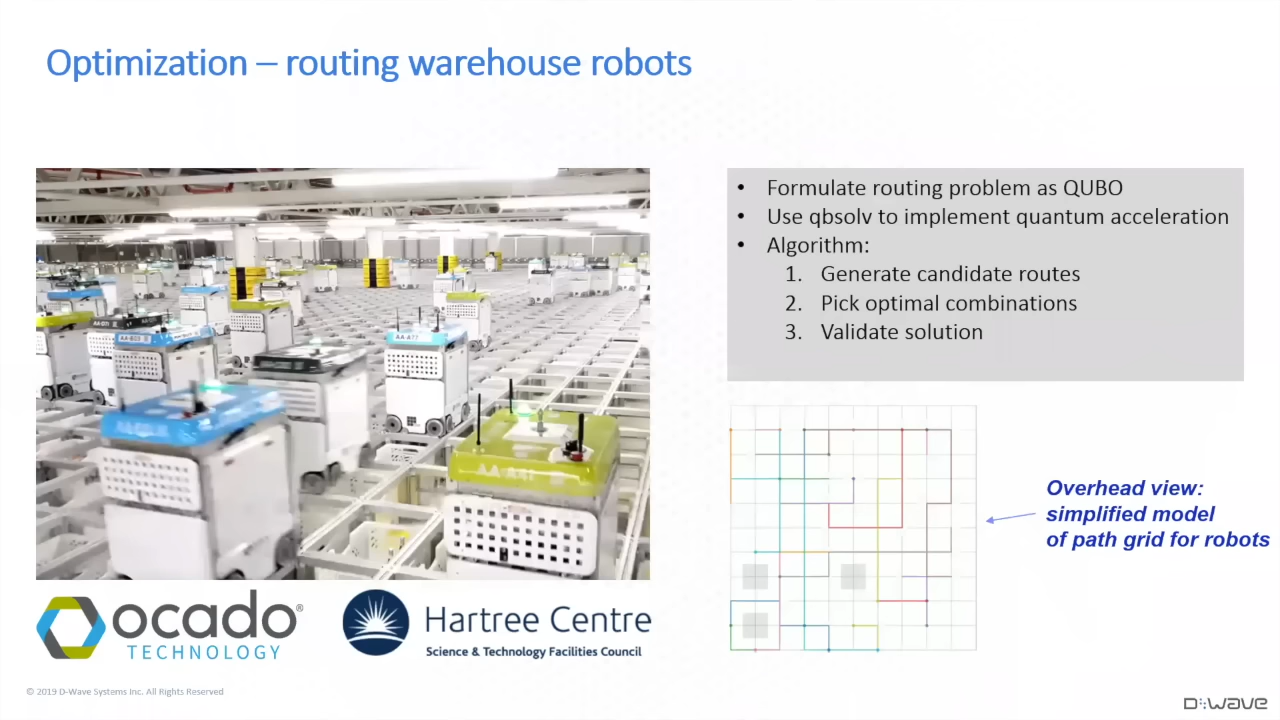 Optimization – routing warehouse robots
• Formulate routing problem as QUBO
• Use qbsolv to implement quantum acceleration
• Algorithm:
1. Generate candidate routes
2. Pick optimal combinations
3. Validate solution
AA-A77
Overhead view:
simplified model
of path grid for robots
ocado®
TECHNOLOGY
Hartree Centre
Science & Technology Facilities Council
© 2019 D-Wave Systems Inc. All Rights Reserved
D:wave